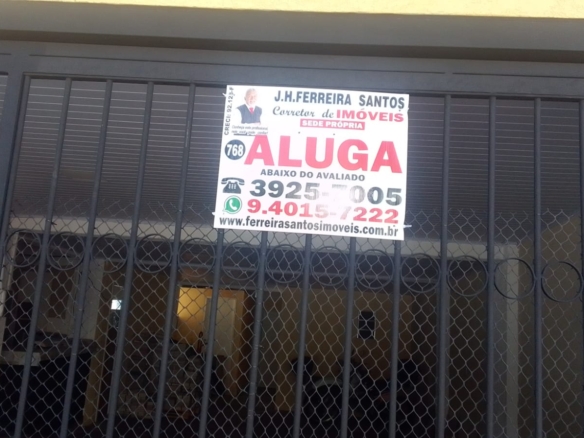 J.H.FERREIRA SANTOS
Corretor de IMÓVEIS
SEDE PRÓPRIA
768
ALUGA
ABAIXO DO AVALIADO
3925-7005
9.4015-7222
www.ferreirasantosimoveis.com.br